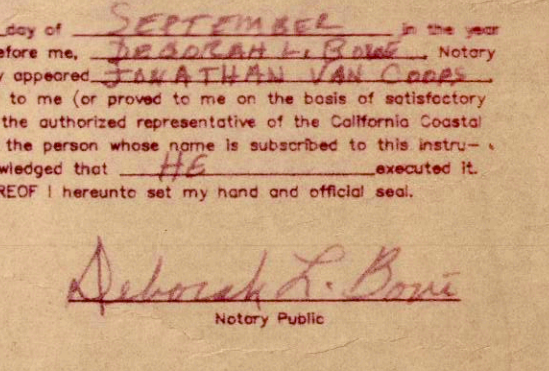 day of SEPTEMBER in the year
efore me, DEBORAH L. BOVE, Notary
y appeared JONATHAN VAN COOPS,
to me (or proved to me on the basis of satisfactory
the authorized representative of the California Coastal
the person whose name is subscribed to this instru-
wledged that HE executed it.
REOF I hereunto set my hand and official seal.
Deborah L. Bove
Notary Public